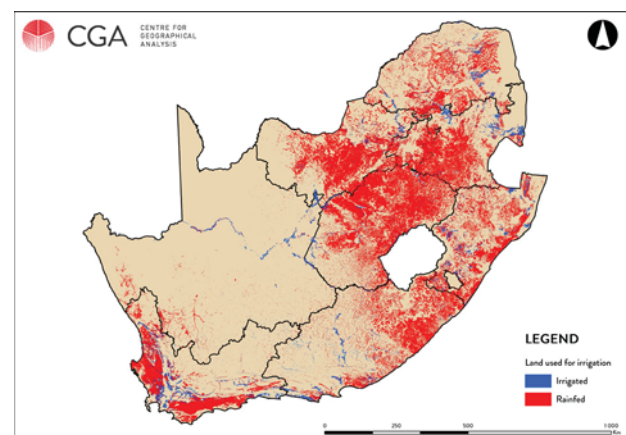 CGA
CENTRE FOR
GEOGRAPHICAL
ANALYSIS
LEGEND
Land used for irrigation
Irrigated
Rainfed
0 250 500 1 000
Km